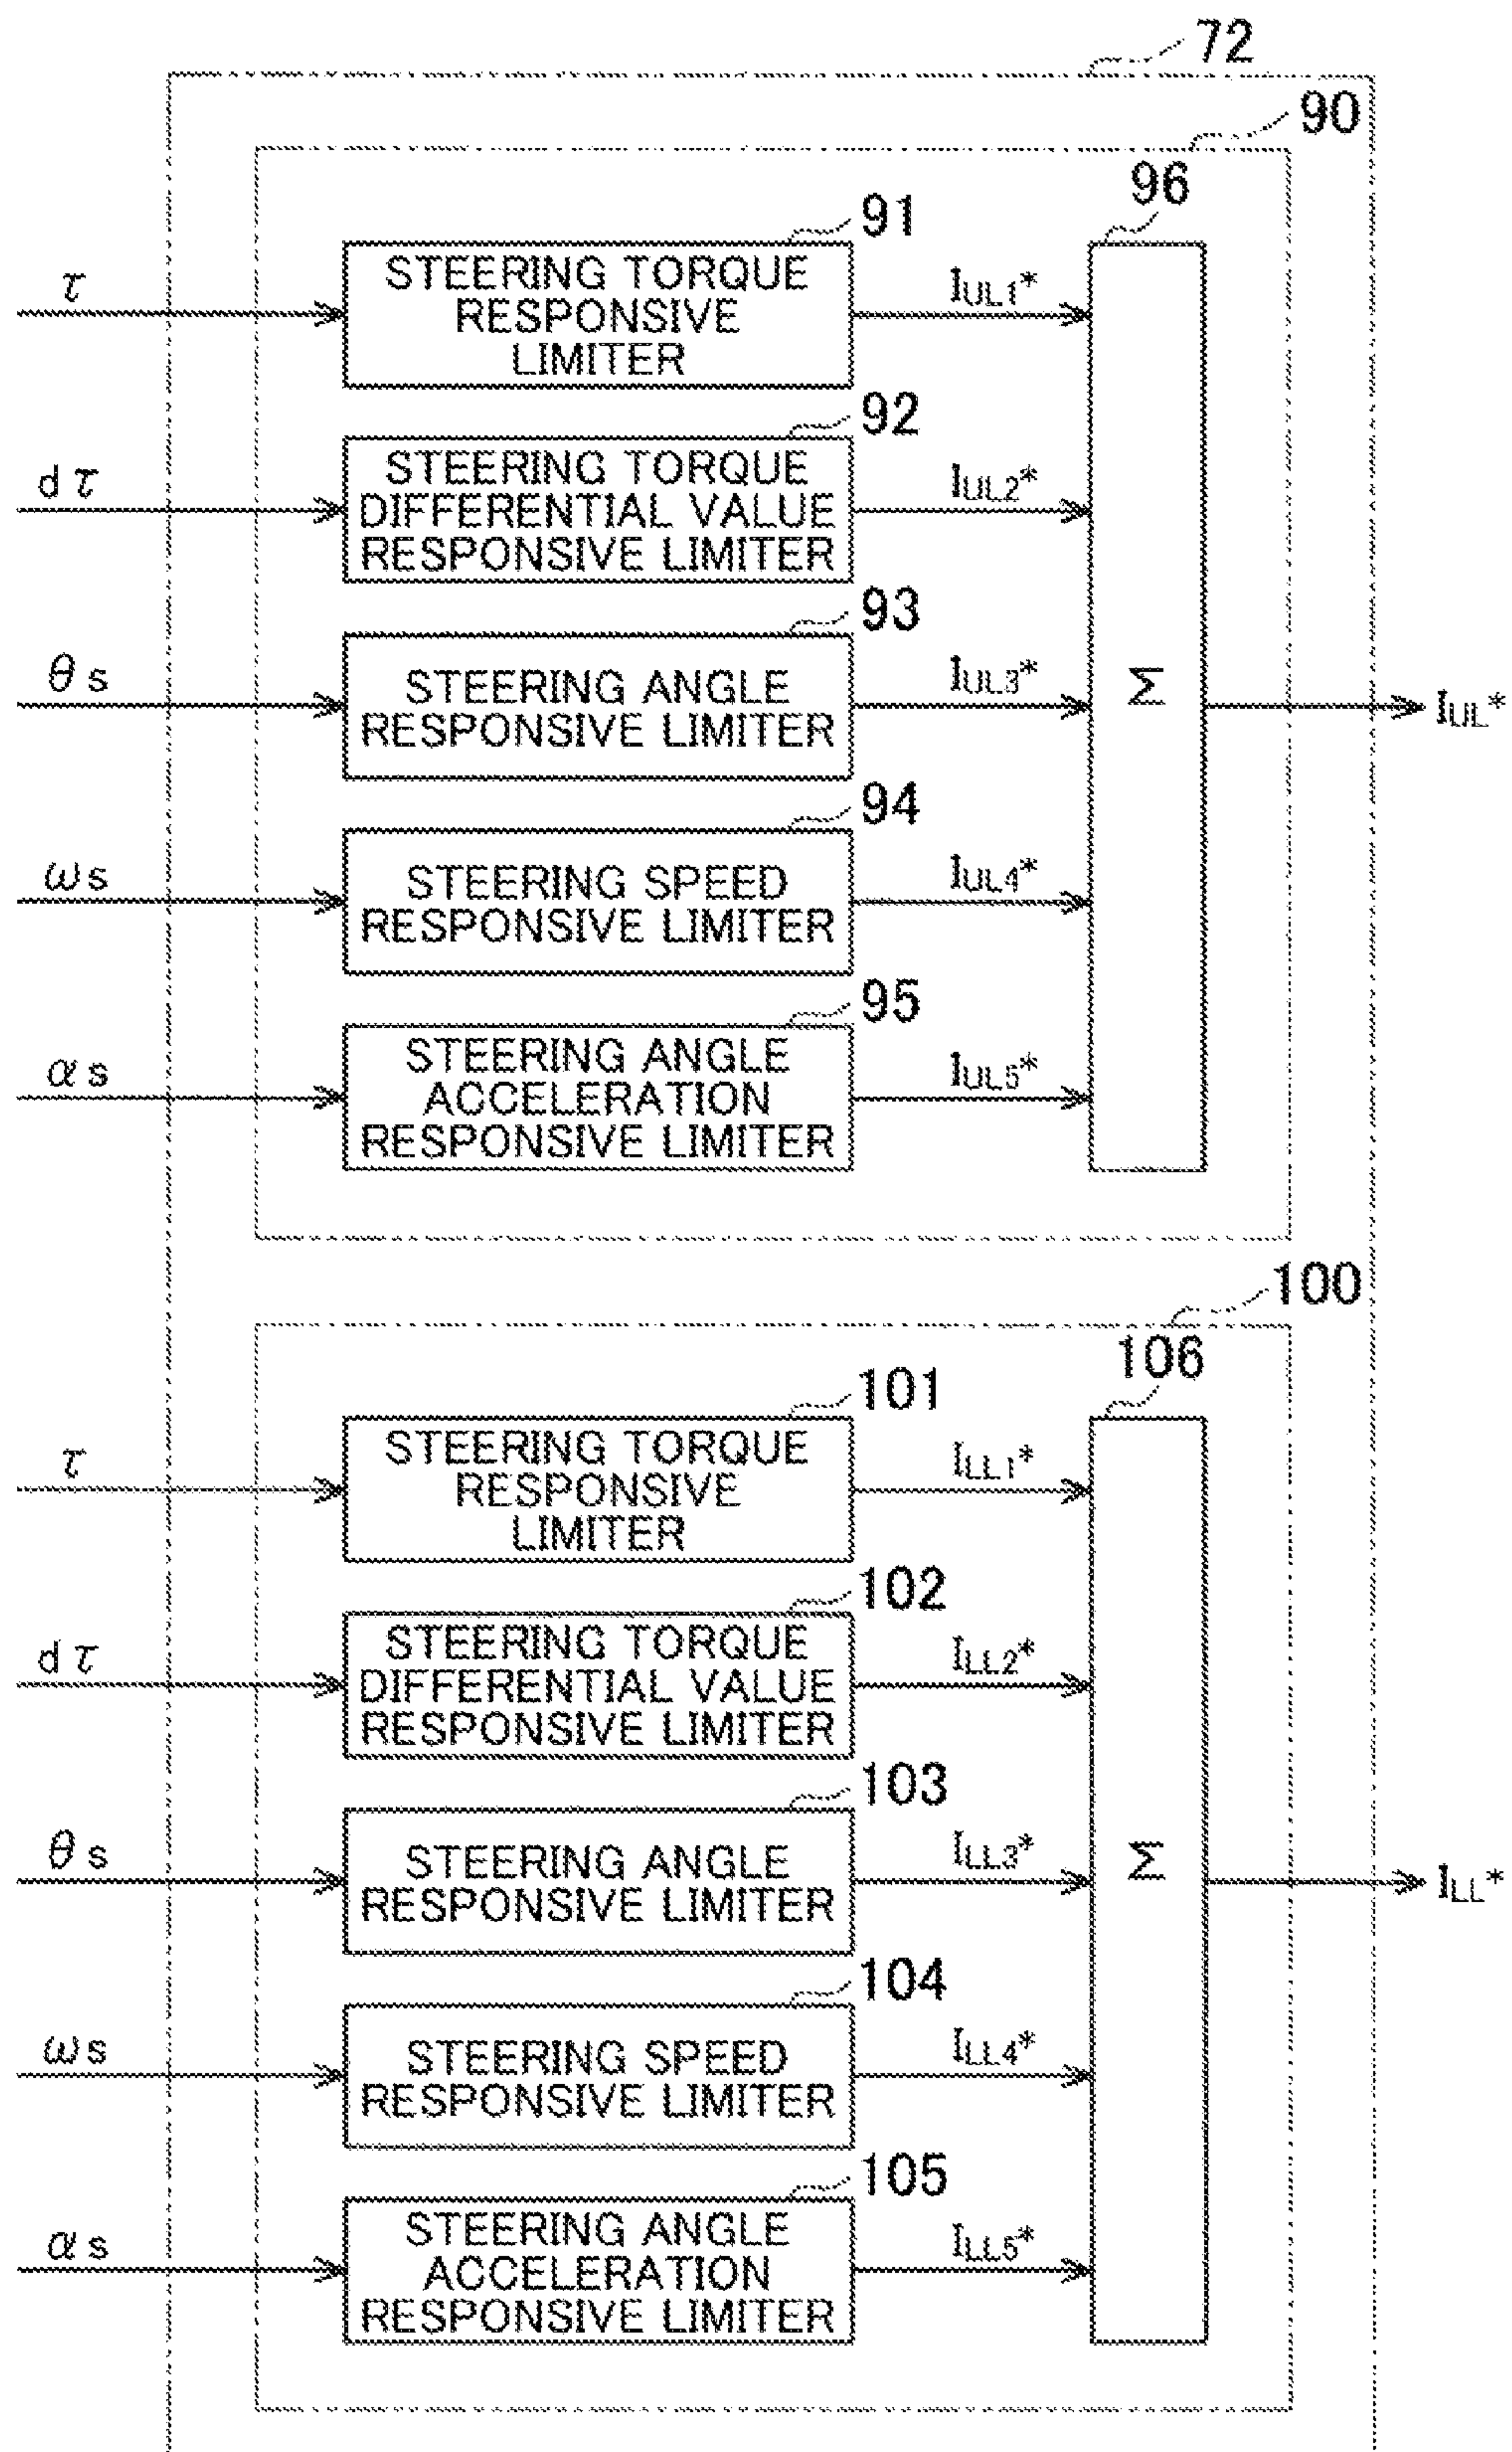 72
90
96
91
τ
STEERING TORQUE
RESPONSIVE
LIMITER
IUL1*
92
dτ
STEERING TORQUE
DIFFERENTIAL VALUE
RESPONSIVE LIMITER
IUL2*
93
θs
STEERING ANGLE
RESPONSIVE LIMITER
IUL3*
Σ
IUL*
94
ωs
STEERING SPEED
RESPONSIVE LIMITER
IUL4*
95
αs
STEERING ANGLE
ACCELERATION
RESPONSIVE LIMITER
IUL5*
100
106
101
τ
STEERING TORQUE
RESPONSIVE
LIMITER
ILL1*
102
dτ
STEERING TORQUE
DIFFERENTIAL VALUE
RESPONSIVE LIMITER
ILL2*
103
θs
STEERING ANGLE
RESPONSIVE LIMITER
ILL3*
Σ
ILL*
104
ωs
STEERING SPEED
RESPONSIVE LIMITER
ILL4*
105
αs
STEERING ANGLE
ACCELERATION
RESPONSIVE LIMITER
ILL5*